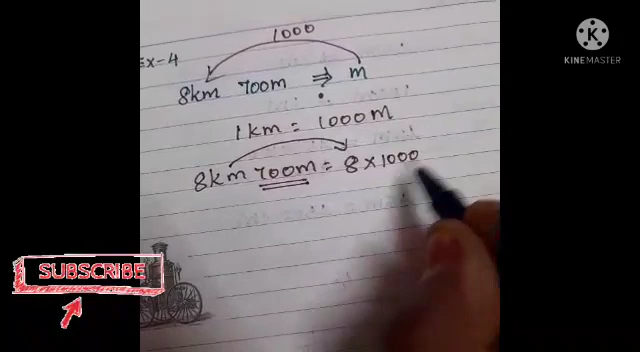 1000
Ex-4
8km 700m ⇒ m
?
1km = 1000m
8km 700m = 8×1000
SUBSCRIBE
K
KINEMASTER